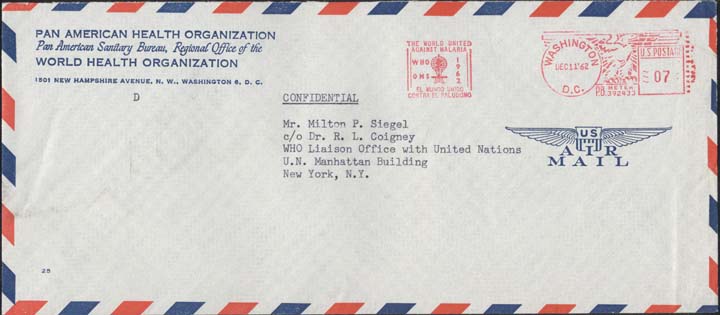 PAN AMERICAN HEALTH ORGANIZATION
Pan American Sanitary Bureau, Regional Office of the
WORLD HEALTH ORGANIZATION
1501 NEW HAMPSHIRE AVENUE, N. W., WASHINGTON 6, D. C.
D
THE WORLD UNITED
AGAINST MALARIA
WHO
OMS
1962
EL MUNDO UNIDO
CONTRA EL PALUDISMO
WASHINGTON
DEC 11 '62
D.C.
U.S. POSTAGE
07
P.B. METER
392433
CONFIDENTIAL
Mr. Milton P. Siegel
c/o Dr. R. L. Coigney
WHO Liaison Office with United Nations
U.N. Manhattan Building
New York, N.Y.
US
AIR
MAIL
28